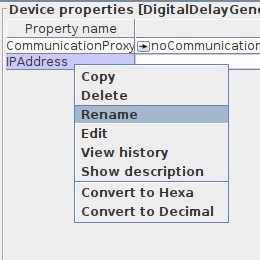 Device properties [DigitalDelayGene
Property name
CommunicationProxy noCommunication
IPAddress
Copy
Delete
Rename
Edit
View history
Show description
Convert to Hexa
Convert to Decimal